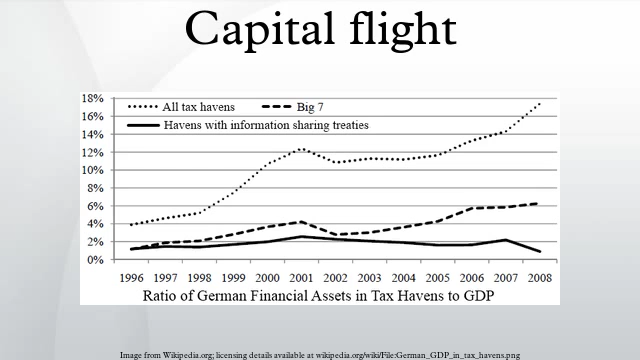 Capital flight
18%
16%
14%
12%
10%
8%
6%
4%
2%
0%
All tax havens
Big 7
Havens with information sharing treaties
1996 1997 1998 1999 2000 2001 2002 2003 2004 2005 2006 2007 2008
Ratio of German Financial Assets in Tax Havens to GDP
Image from Wikipedia.org; licensing details available at wikipedia.org/wiki/File:German_GDP_in_tax_havens.png